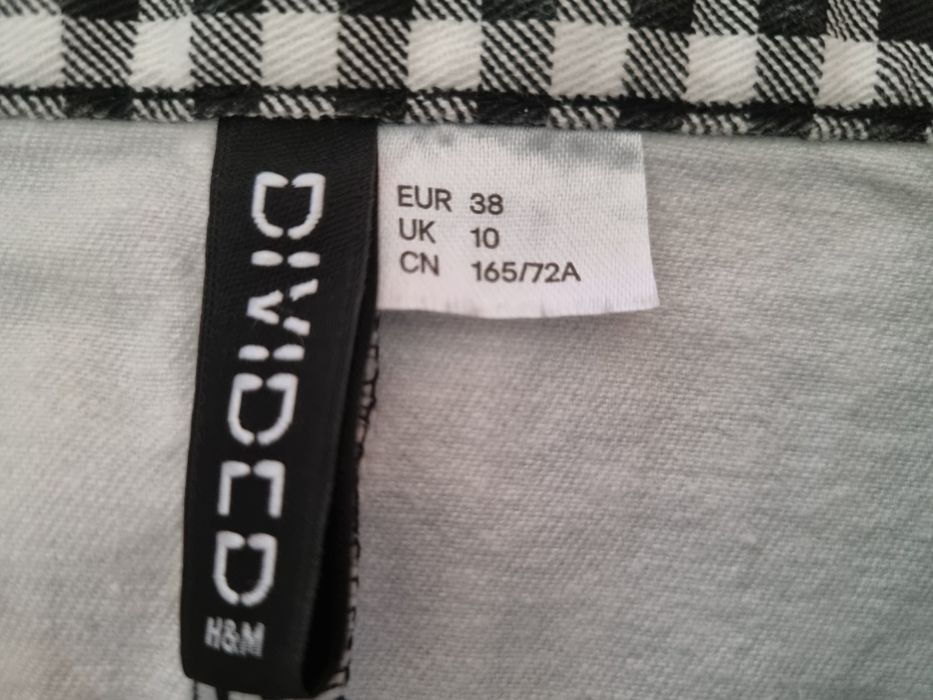 DIVIDED
H&M
EUR 38
UK 10
CN 165/72A